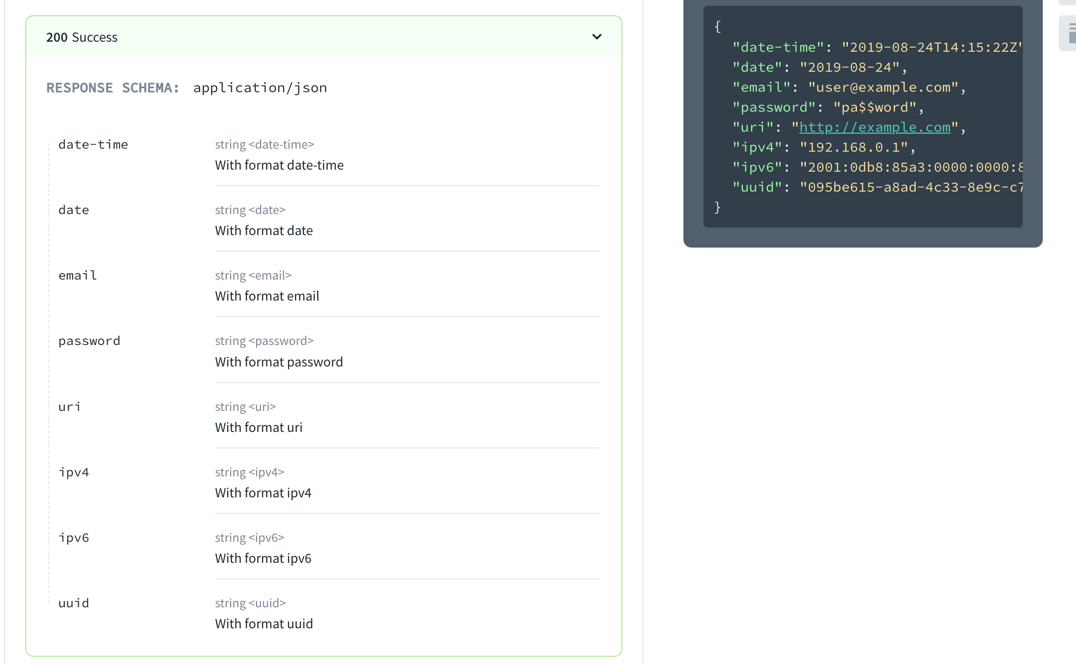 200 Success
RESPONSE SCHEMA: application/json
date-time
string <date-time>
With format date-time
date
string <date>
With format date
email
string <email>
With format email
password
string <password>
With format password
uri
string <uri>
With format uri
ipv4
string <ipv4>
With format ipv4
ipv6
string <ipv6>
With format ipv6
uuid
string <uuid>
With format uuid
{
"date-time": "2019-08-24T14:15:22Z"
"date": "2019-08-24",
"email": "user@example.com",
"password": "pa$$word",
"uri": "http://example.com",
"ipv4": "192.168.0.1",
"ipv6": "2001:0db8:85a3:0000:0000:8
"uuid": "095be615-a8ad-4c33-8e9c-c7
}